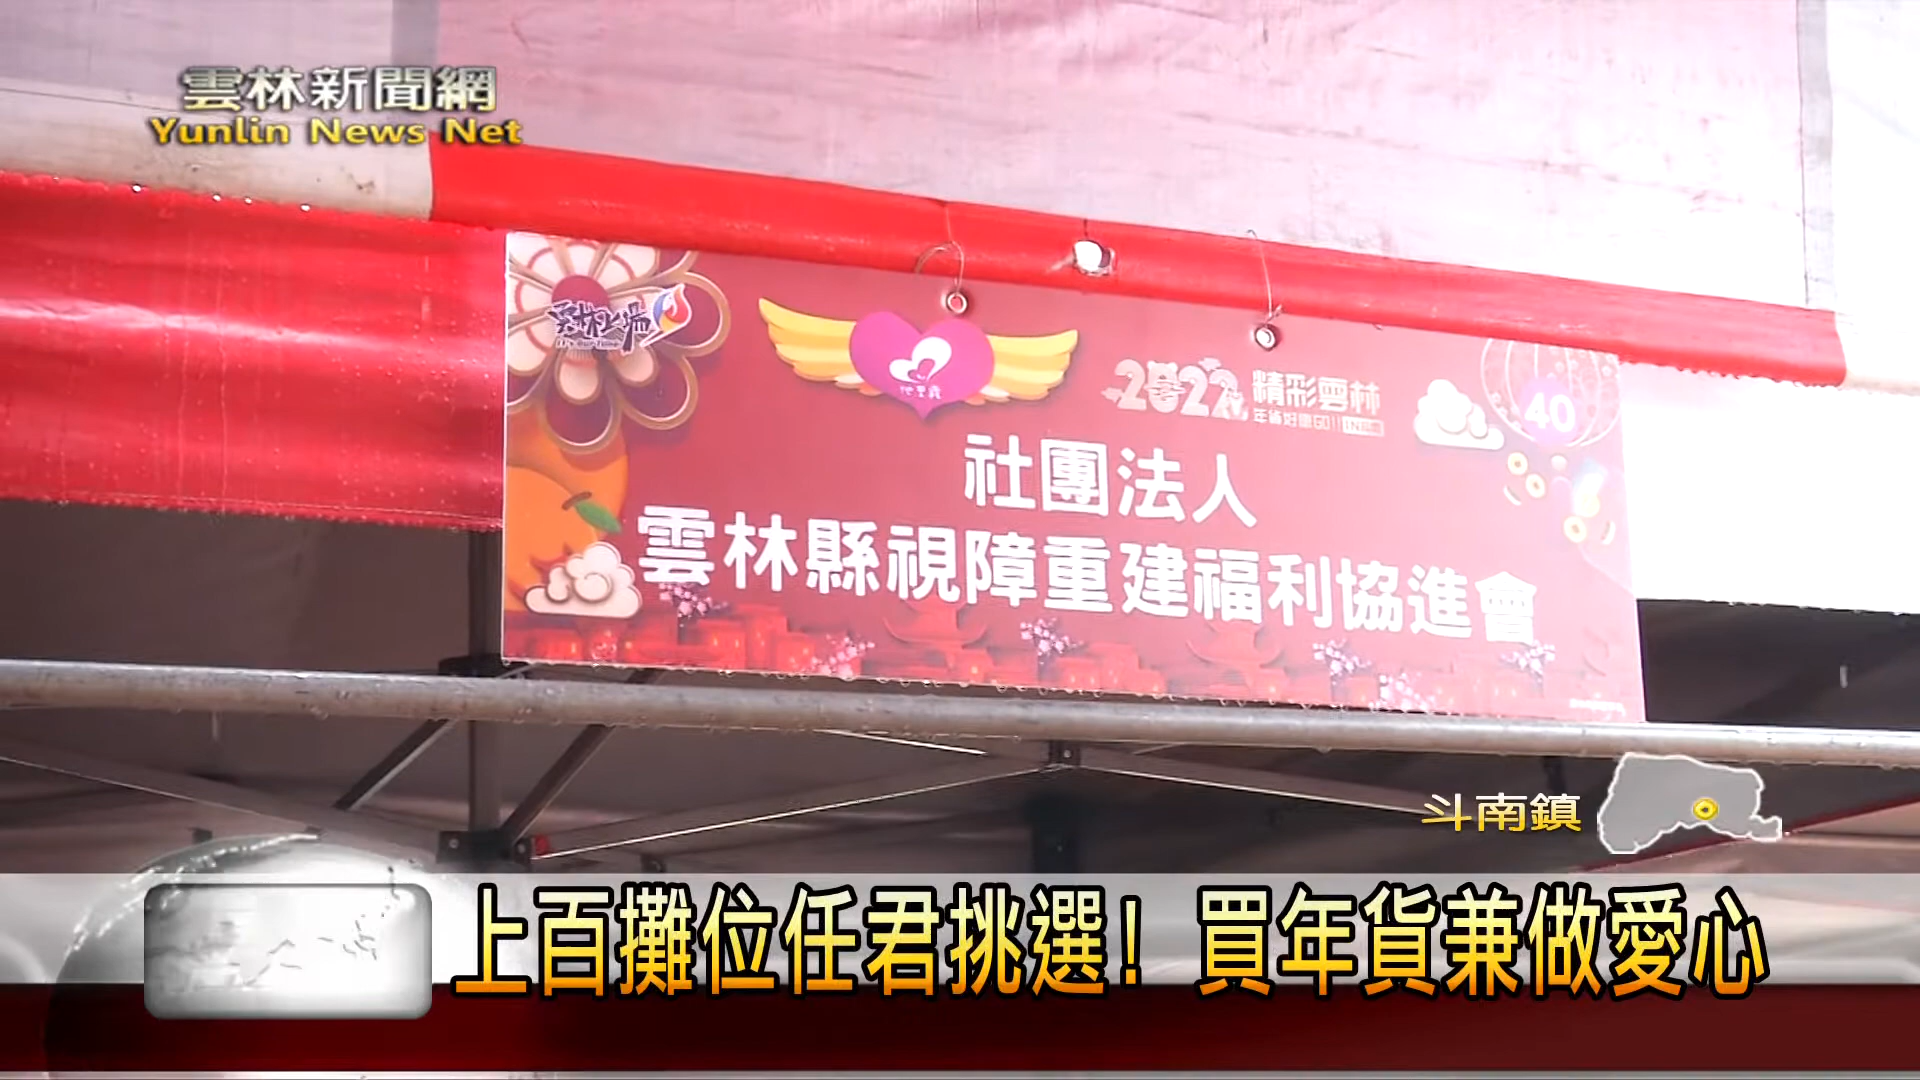 雲林新聞網
Yunlin News Net
2022 精彩雲林
40
社團法人
雲林縣視障重建福利協進會
斗南鎮
上百攤位任君挑選！買年貨兼做愛心